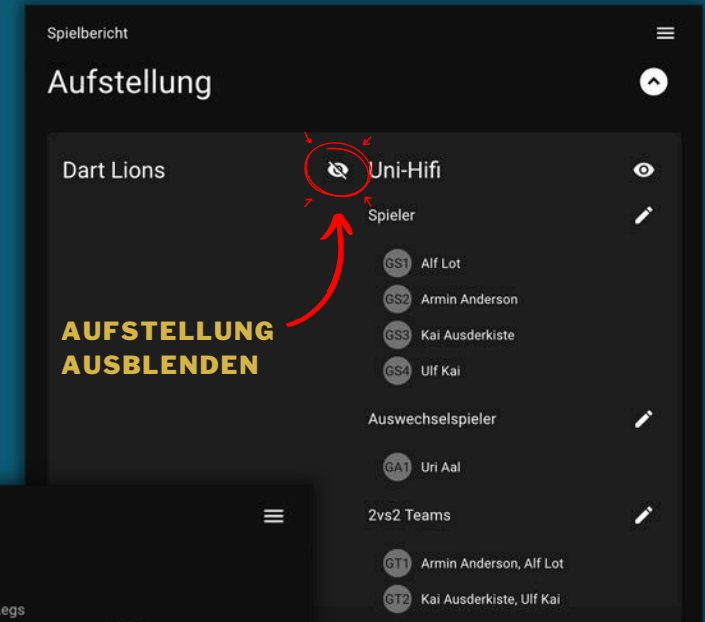 Spielbericht
Aufstellung
Dart Lions
Uni-Hifi
Spieler
GS1 Alf Lot
GS2 Armin Anderson
GS3 Kai Ausderkiste
GS4 Ulf Kai
AUFSTELLUNG
AUSBLENDEN
Auswechselspieler
GA1 Uri Aal
2vs2 Teams
GT1 Armin Anderson, Alf Lot
GT2 Kai Ausderkiste, Ulf Kai
egs